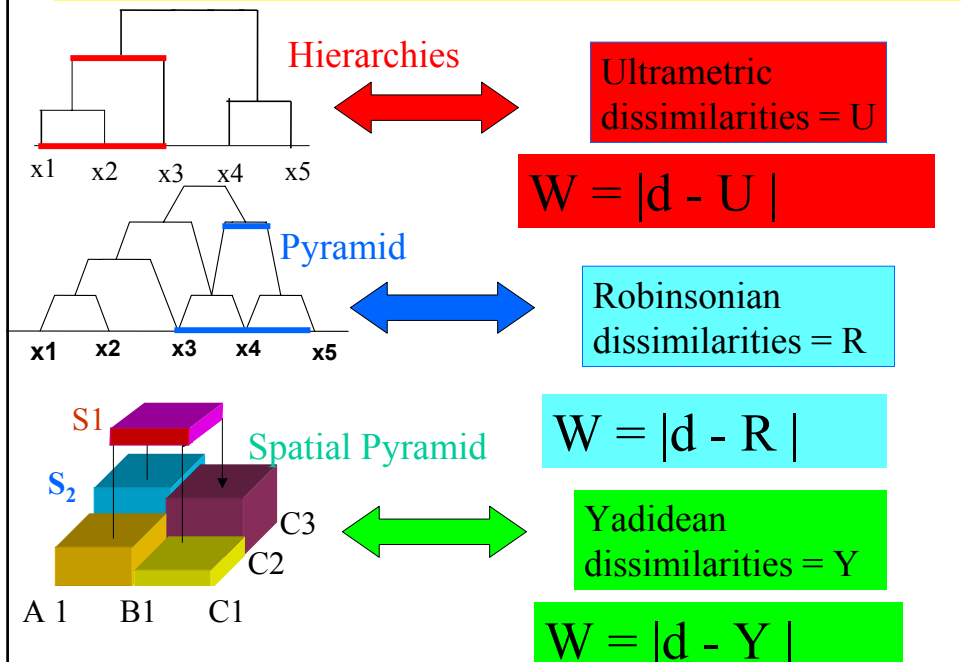 Hierarchies
Ultrametric
dissimilarities = U
x1 x2 x3 x4 x5
W = |d - U |
Pyramid
Robinsonian
dissimilarities = R
x1 x2 x3 x4 x5
W = |d - R |
S1
Spatial Pyramid
S2
Yadidean
dissimilarities = Y
C3
C2
A 1 B1 C1
W = |d - Y |